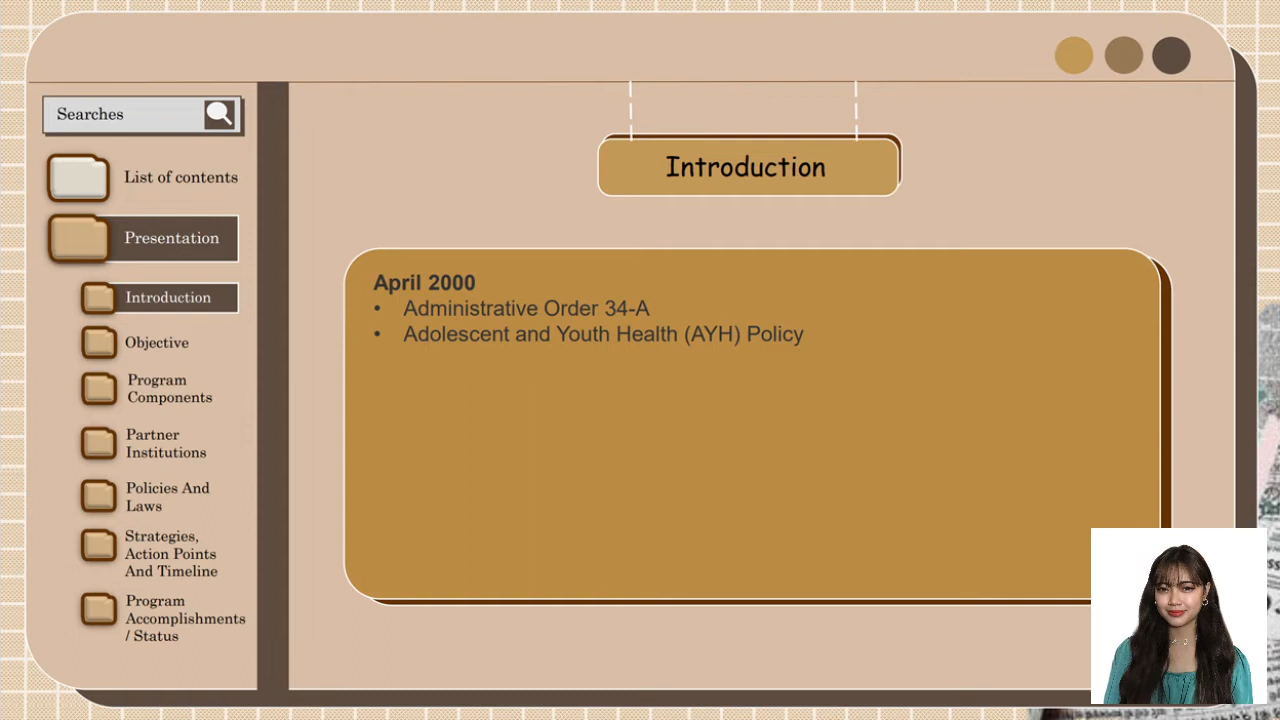 Searches
List of contents
Presentation
Introduction
Objective
Program
Components
Partner
Institutions
Policies And
Laws
Strategies,
Action Points
And Timeline
Program
Accomplishments
/ Status
Introduction
April 2000
• Administrative Order 34-A
• Adolescent and Youth Health (AYH) Policy